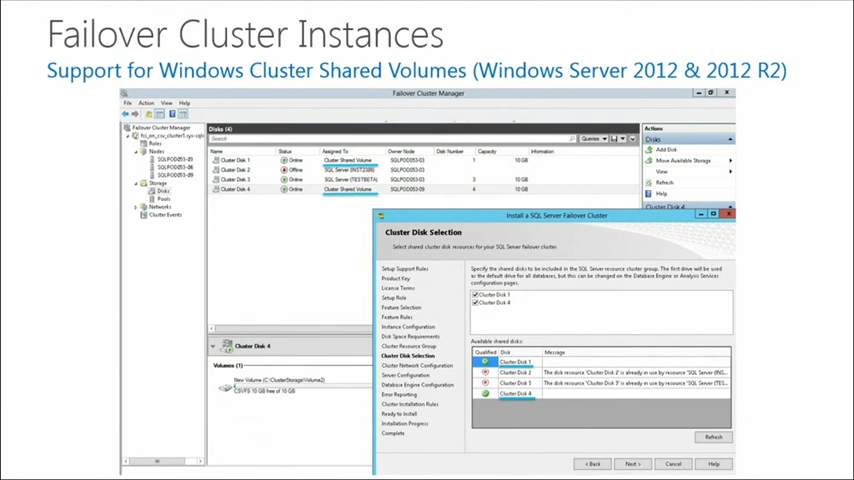 Failover Cluster Instances
Support for Windows Cluster Shared Volumes (Windows Server 2012 & 2012 R2)
Failover Cluster Manager
File Action View Help
Failover Cluster Manager
Roles
Nodes
SQLPOD053-03
SQLPOD053-06
SQLPOD053-09
Storage
Disks
Pools
Networks
Cluster Events
Disks (4)
Search
Queries
Name Status Assigned To Owner Node Disk Number Capacity Information
Cluster Disk 1 Online Cluster Shared Volume SQLPOD053-03 1 10 GB
Cluster Disk 2 Offline SQL Server SQLPOD053-03
Cluster Disk 3 Online SQL Server (TESTBETA) SQLPOD053-03 3 10 GB
Cluster Disk 4 Online Cluster Shared Volume SQLPOD053-09 4 10 GB
Actions
Disks
Add Disk
Move Available Storage
View
Refresh
Help
Cluster Disk 4
Cluster Disk 4
Volumes (1)
New Volume (C:\ClusterStorage\Volume2)
CSVFS 10 GB free of 10 GB
Install a SQL Server Failover Cluster
Cluster Disk Selection
Select shared cluster disk resources for your SQL Server failover cluster.
Setup Support Rules
Product Key
License Terms
Setup Role
Feature Selection
Feature Rules
Instance Configuration
Disk Space Requirements
Cluster Resource Group
Cluster Disk Selection
Cluster Network Configuration
Server Configuration
Database Engine Configuration
Error Reporting
Cluster Installation Rules
Ready to Install
Installation Progress
Complete
Specify the shared disks to be included in the SQL Server resource cluster group. The first drive will be used
as the default drive for all databases, but this can be changed on the Database Engine or Analysis Services
configuration pages.
Cluster Disk 1
Cluster Disk 4
Available shared disks:
Qualified Disk Message
Cluster Disk 1
Cluster Disk 2 The disk resource 'Cluster Disk 2' is already in use by resource 'SQL Server (INS...
Cluster Disk 3 The disk resource 'Cluster Disk 3' is already in use by resource 'SQL Server (TES...
Cluster Disk 4
Refresh
< Back Next > Cancel Help